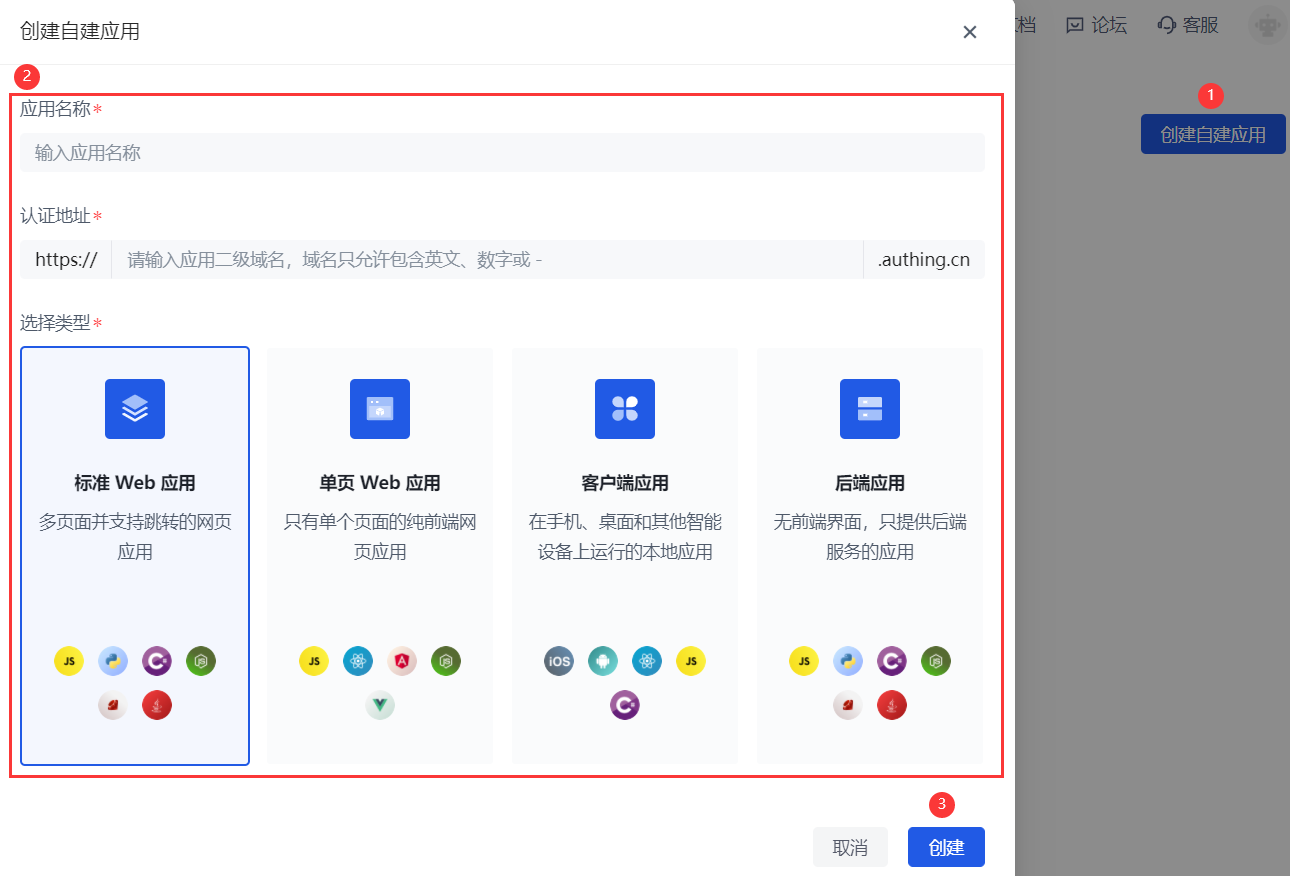 创建自建应用
档
论坛
客服
1
创建自建应用
2
应用名称*
输入应用名称
认证地址*
https://
请输入应用二级域名，域名只允许包含英文、数字或 -
.authing.cn
选择类型*
标准 Web 应用
多页面并支持跳转的网页
应用
JS
单页 Web 应用
只有单个页面的纯前端网
页应用
JS
客户端应用
在手机、桌面和其他智能
设备上运行的本地应用
iOS
JS
后端应用
无前端界面，只提供后端
服务的应用
JS
3
取消
创建